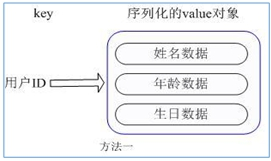 key 序列化的value对象
姓名数据
用户ID 年龄数据
生日数据
方法一